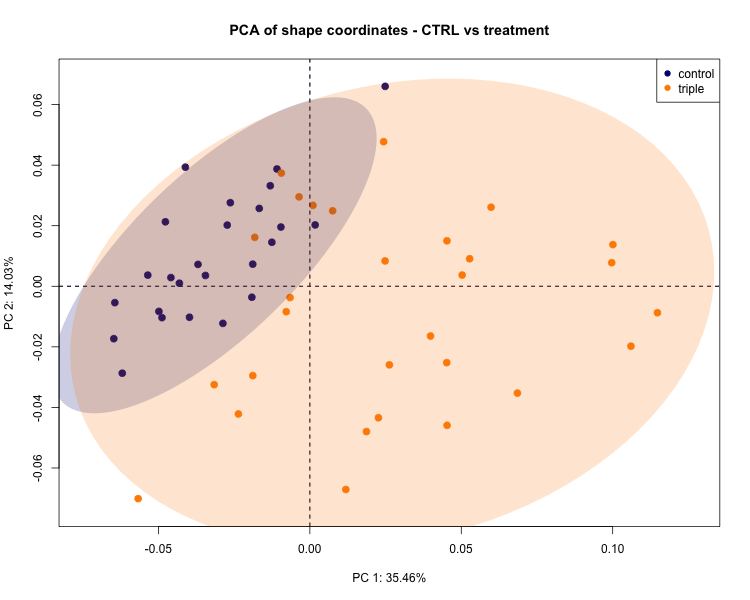 PCA of shape coordinates - CTRL vs treatment
control
triple
0.06
0.04
0.02
0.00
-0.02
-0.04
-0.06
PC 2: 14.03%
-0.05
0.00
0.05
0.10
PC 1: 35.46%